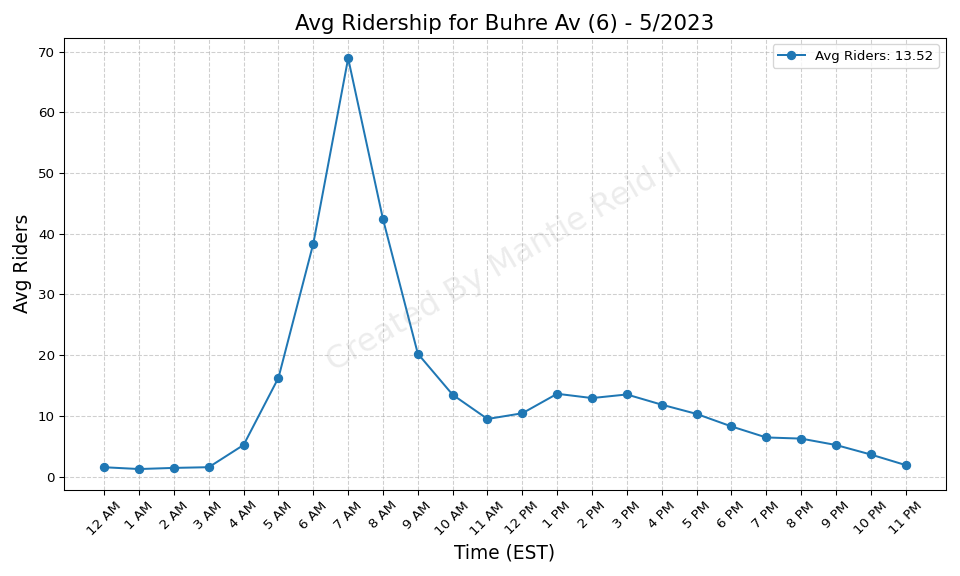 Avg Ridership for Buhre Av (6) - 5/2023
Avg Riders: 13.52
70
60
50
40
30
20
10
0
Avg Riders
Created By Mantie Reid II
12 AM
1 AM
2 AM
3 AM
4 AM
5 AM
6 AM
7 AM
8 AM
9 AM
10 AM
11 AM
12 PM
1 PM
2 PM
3 PM
4 PM
5 PM
6 PM
7 PM
8 PM
9 PM
10 PM
11 PM
Time (EST)